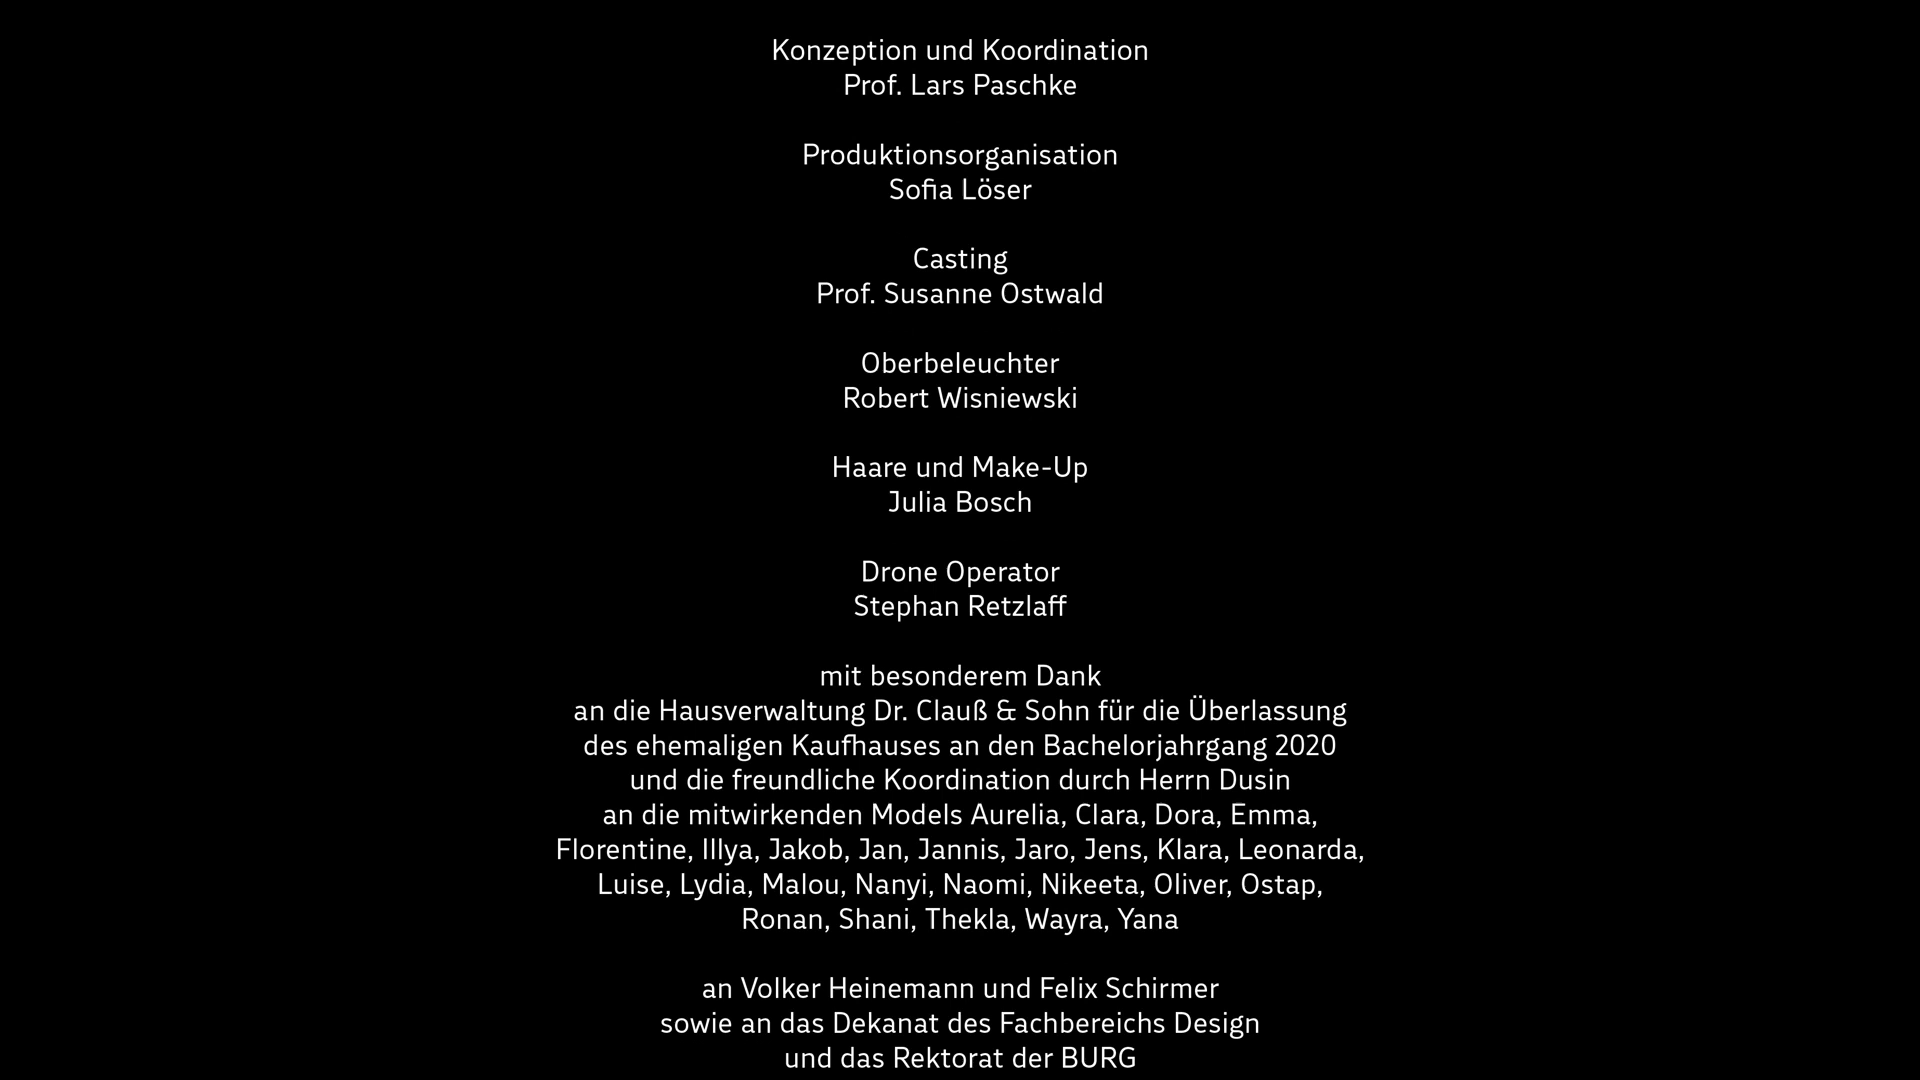 Konzeption und Koordination
Prof. Lars Paschke
Produktionsorganisation
Sofia Löser
Casting
Prof. Susanne Ostwald
Oberbeleuchter
Robert Wisniewski
Haare und Make-Up
Julia Bosch
Drone Operator
Stephan Retzlaff
mit besonderem Dank
an die Hausverwaltung Dr. Clauß & Sohn für die Überlassung
des ehemaligen Kaufhauses an den Bachelorjahrgang 2020
und die freundliche Koordination durch Herrn Dusin
an die mitwirkenden Models Aurelia, Clara, Dora, Emma,
Florentine, Illya, Jakob, Jan, Jannis, Jaro, Jens, Klara, Leonarda,
Luise, Lydia, Malou, Nanyi, Naomi, Nikeeta, Oliver, Ostap,
Ronan, Shani, Thekla, Wayra, Yana
an Volker Heinemann und Felix Schirmer
sowie an das Dekanat des Fachbereichs Design
und das Rektorat der BURG